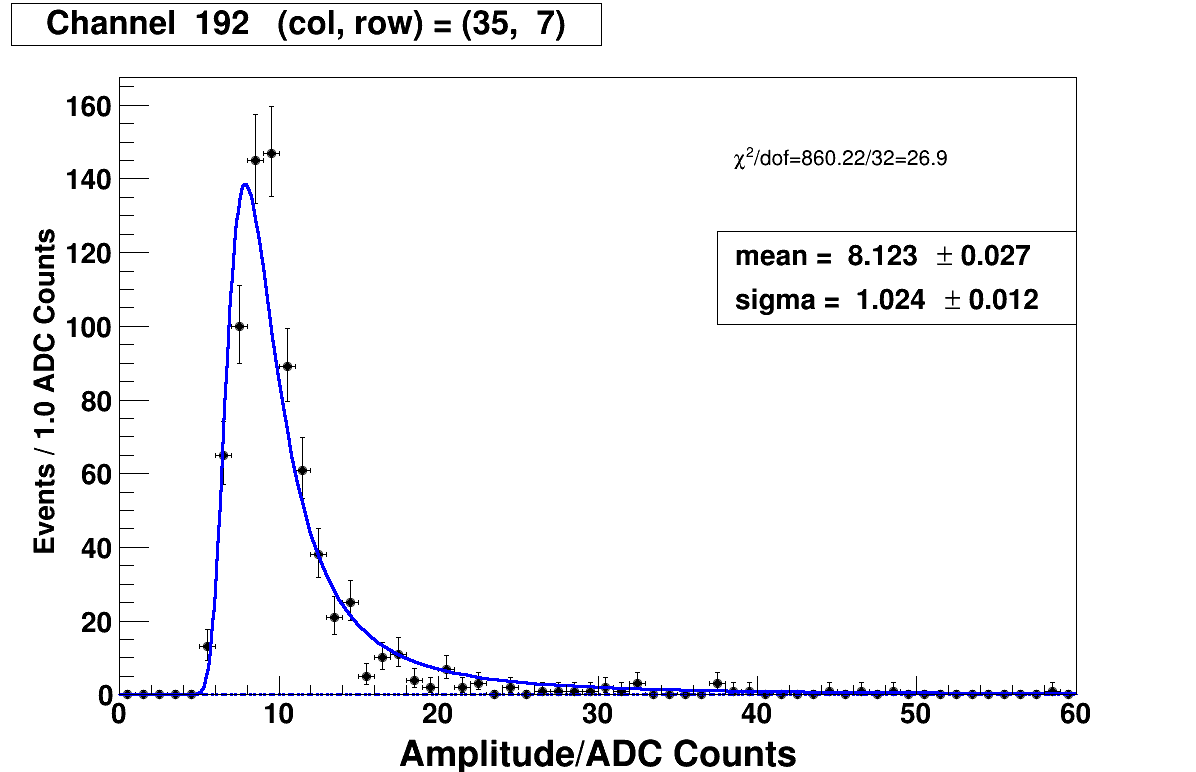 Channel 192 (col, row) = (35, 7)
160
140
120
100
80
60
40
20
0
Events / 1.0 ADC Counts
χ²/dof=860.22/32=26.9
mean = 8.123 ± 0.027
sigma = 1.024 ± 0.012
0 10 20 30 40 50 60
Amplitude/ADC Counts